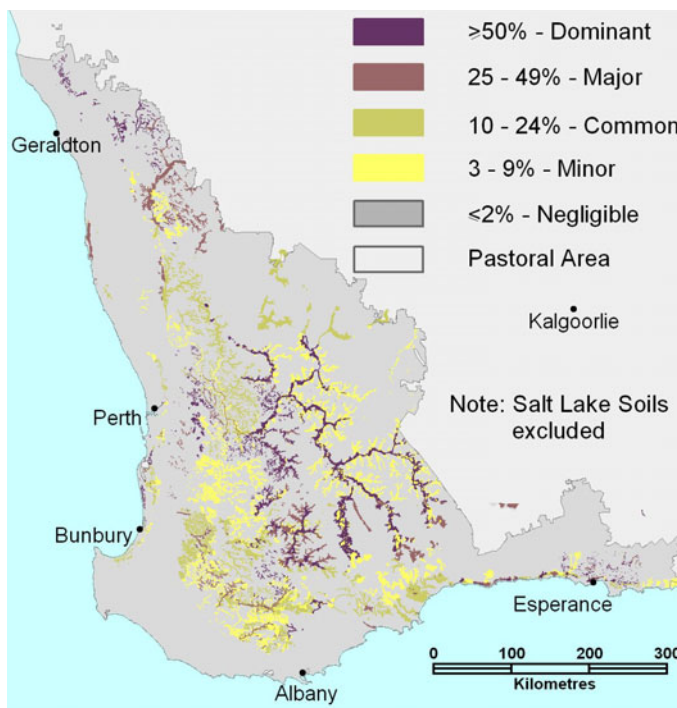 ⩾50% - Dominant
25 - 49% - Major
10 - 24% - Common
3 - 9% - Minor
⩽2% - Negligible
Pastoral Area
Geraldton
Kalgoorlie
Perth
Note: Salt Lake Soils
excluded
Bunbury
Esperance
Albany
0 100 200 300
Kilometres